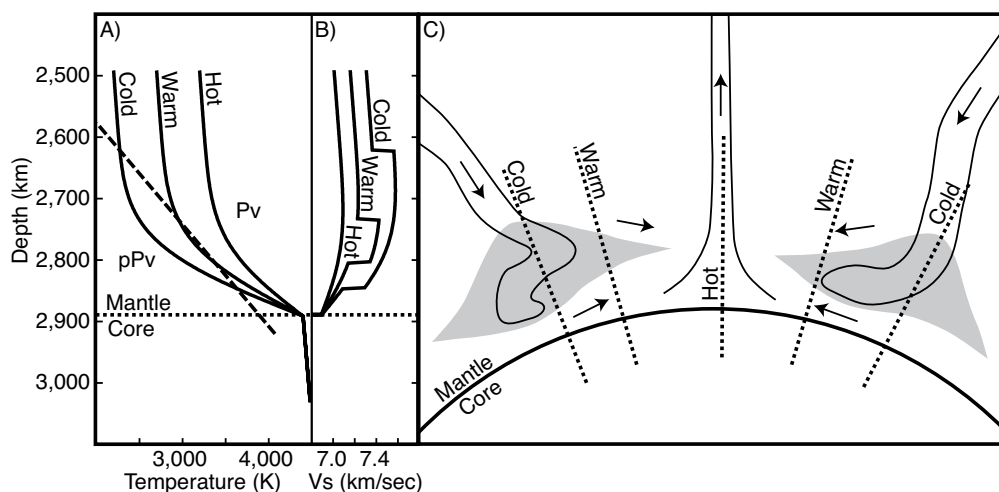 A)
B)
C)
2,500
2,600
2,700
2,800
2,900
3,000
Depth (km)
Cold
Warm
Hot
Pv
pPv
Mantle
Core
3,000
4,000
Temperature (K)
Cold
Warm
Hot
7.0
7.4
Vs (km/sec)
Cold
Warm
Hot
Warm
Cold
Mantle
Core